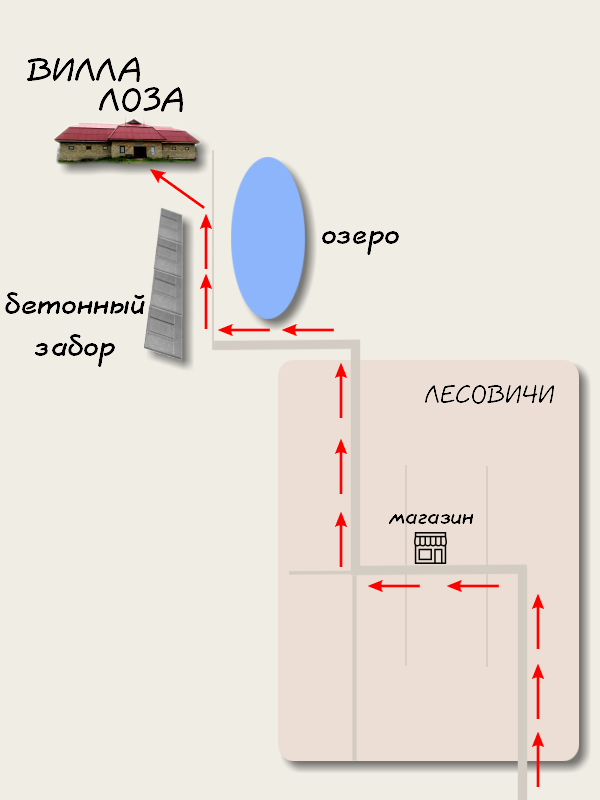 ВИЛЛА
ЛОЗА
озеро
бетонный
забор
ЛЕСОВИЧИ
магазин